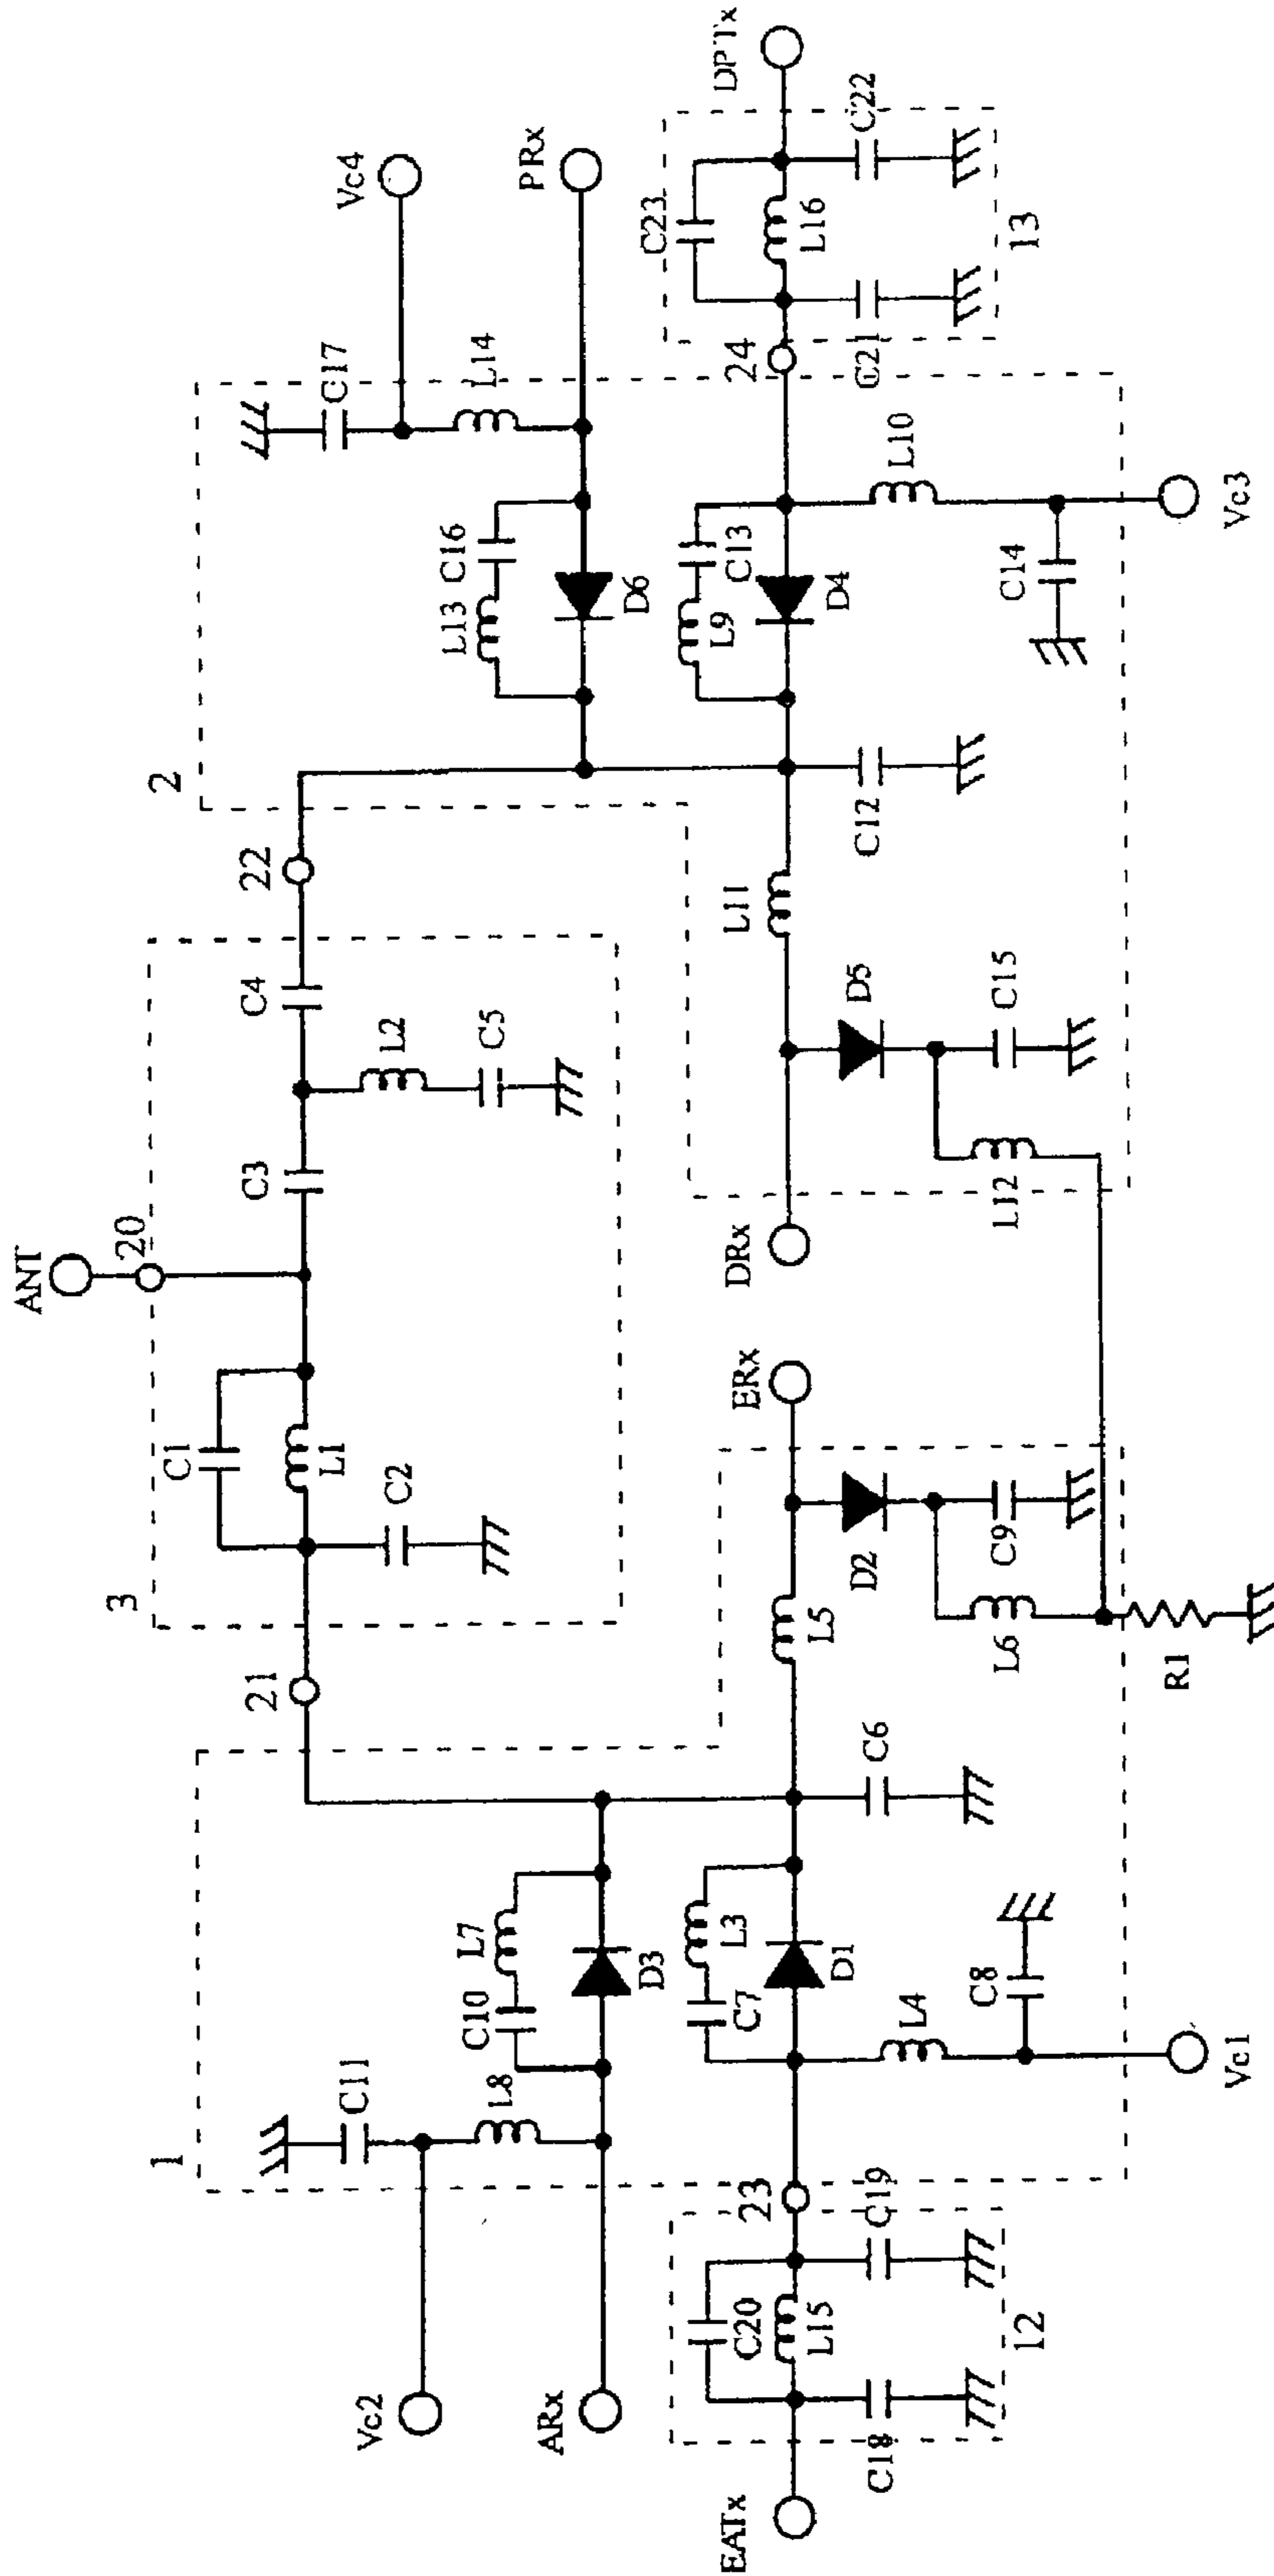 ANT
20
3
C1
L1
C2
C3
C4
L2
C5
21
22
1
Vc2
C11
L8
C10
L7
D3
ARx
EATx
C20
L15
C18
C19
12
23
C7
L3
D1
L4
C8
Vc1
C6
L5
ERx
D2
C9
L6
R1
2
C17
Vc4
L14
L13
C16
D6
PRx
L9
C13
D4
C12
L11
DRx
D5
C15
L12
L10
C14
Vc3
24
C23
L16
C21
C22
13
DPTx